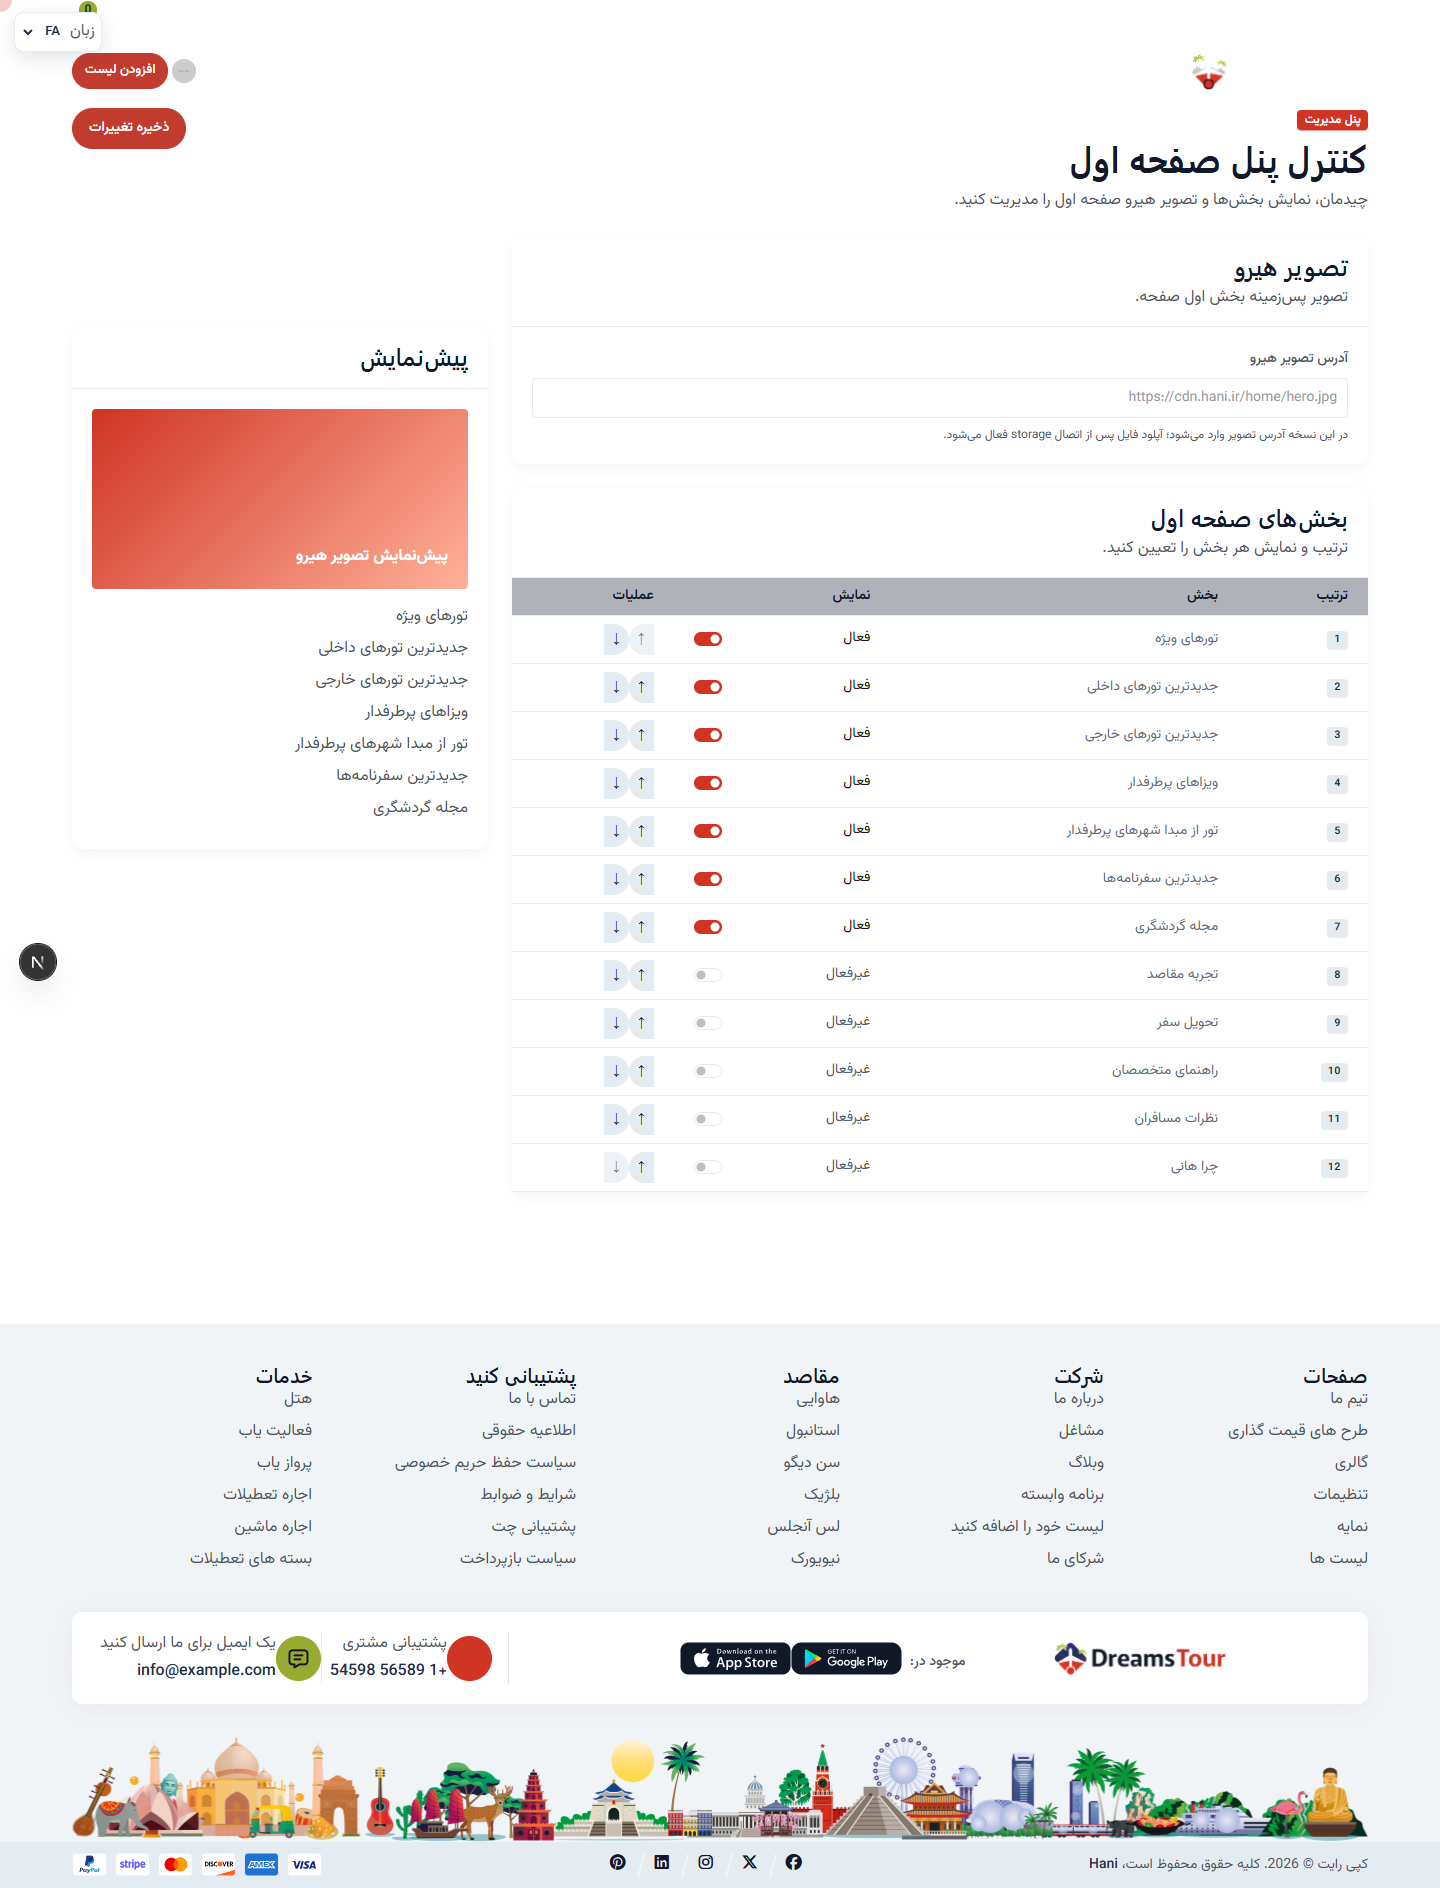 0
زبان FA
افزودن لیست
پنل مدیریت
ذخیره تغییرات
کنترل پنل صفحه اول
چیدمان، نمایش بخش‌ها و تصویر هیرو صفحه اول را مدیریت کنید.
تصویر هیرو
تصویر پس‌زمینه بخش اول صفحه.
آدرس تصویر هیرو
https://cdn.hani.ir/home/hero.jpg
در این نسخه آدرس تصویر وارد می‌شود؛ آپلود فایل پس از اتصال storage فعال می‌شود.
بخش‌های صفحه اول
ترتیب و نمایش هر بخش را تعیین کنید.
ترتیب بخش نمایش عملیات
1 تورهای ویژه فعال ↑ ↓
2 جدیدترین تورهای داخلی فعال ↑ ↓
3 جدیدترین تورهای خارجی فعال ↑ ↓
4 ویزاهای پرطرفدار فعال ↑ ↓
5 تور از مبدا شهرهای پرطرفدار فعال ↑ ↓
6 جدیدترین سفرنامه‌ها فعال ↑ ↓
7 مجله گردشگری فعال ↑ ↓
8 تجربه مقاصد غیرفعال ↑ ↓
9 تحویل سفر غیرفعال ↑ ↓
10 راهنمای متخصصان غیرفعال ↑ ↓
11 نظرات مسافران غیرفعال ↑ ↓
12 چرا هانی غیرفعال ↑ ↓
پیش‌نمایش
پیش‌نمایش تصویر هیرو
تورهای ویژه
جدیدترین تورهای داخلی
جدیدترین تورهای خارجی
ویزاهای پرطرفدار
تور از مبدا شهرهای پرطرفدار
جدیدترین سفرنامه‌ها
مجله گردشگری
N
صفحات
تیم ما
طرح های قیمت گذاری
گالری
تنظیمات
نمایه
لیست ها
شرکت
درباره ما
مشاغل
وبلاگ
برنامه وابسته
لیست خود را اضافه کنید
شرکای ما
مقاصد
هاوایی
استانبول
سن دیگو
بلژیک
لس آنجلس
نیویورک
پشتیبانی کنید
تماس با ما
اطلاعیه حقوقی
سیاست حفظ حریم خصوصی
شرایط و ضوابط
پشتیبانی چت
سیاست بازپرداخت
خدمات
هتل
فعالیت یاب
پرواز یاب
اجاره تعطیلات
اجاره ماشین
بسته های تعطیلات
DreamsTour
موجود در:
GET IT ON
Google Play
Download on the
App Store
پشتیبانی مشتری
+1 56589 54598
یک ایمیل برای ما ارسال کنید
info@example.com
کپی رایت © 2026. کلیه حقوق محفوظ است، Hani
VISA
AMEX
DISCOVER
stripe
PayPal